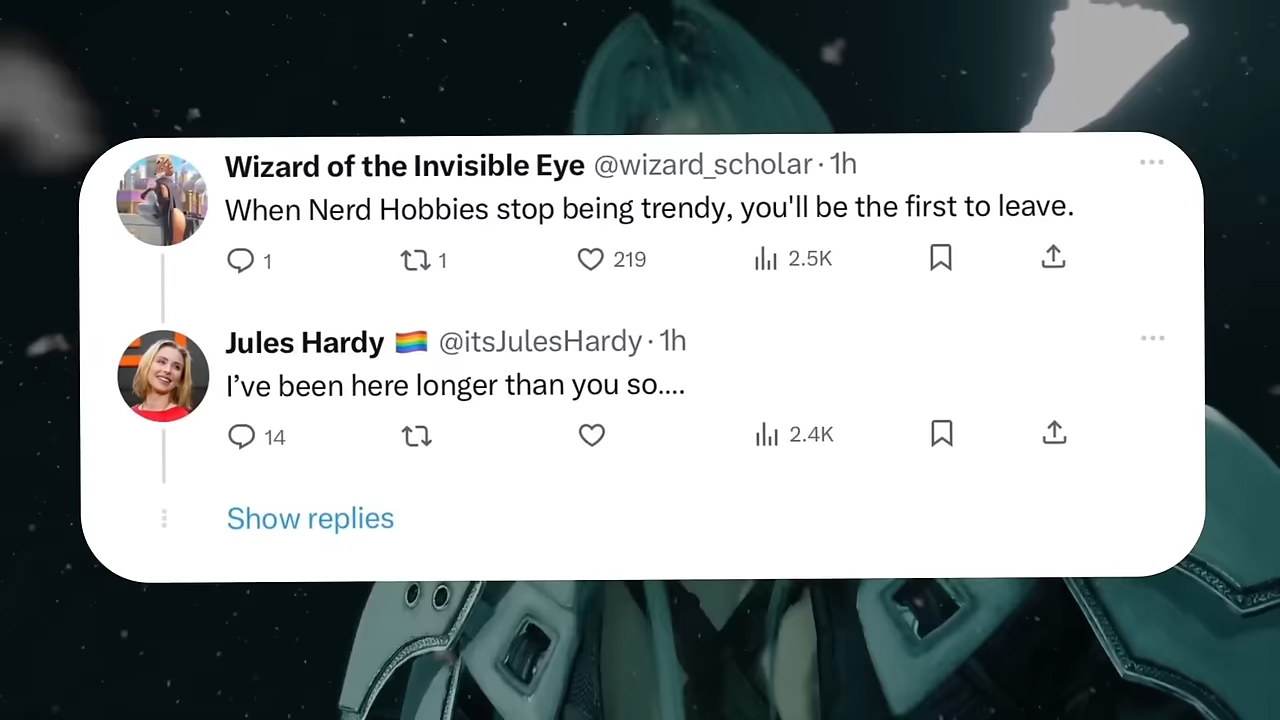 Wizard of the Invisible Eye @wizard_scholar · 1h
When Nerd Hobbies stop being trendy, you'll be the first to leave.
1 1 219 2.5K
Jules Hardy 🏳️‍🌈 @itsJulesHardy · 1h
I’ve been here longer than you so....
14 2.4K
Show replies